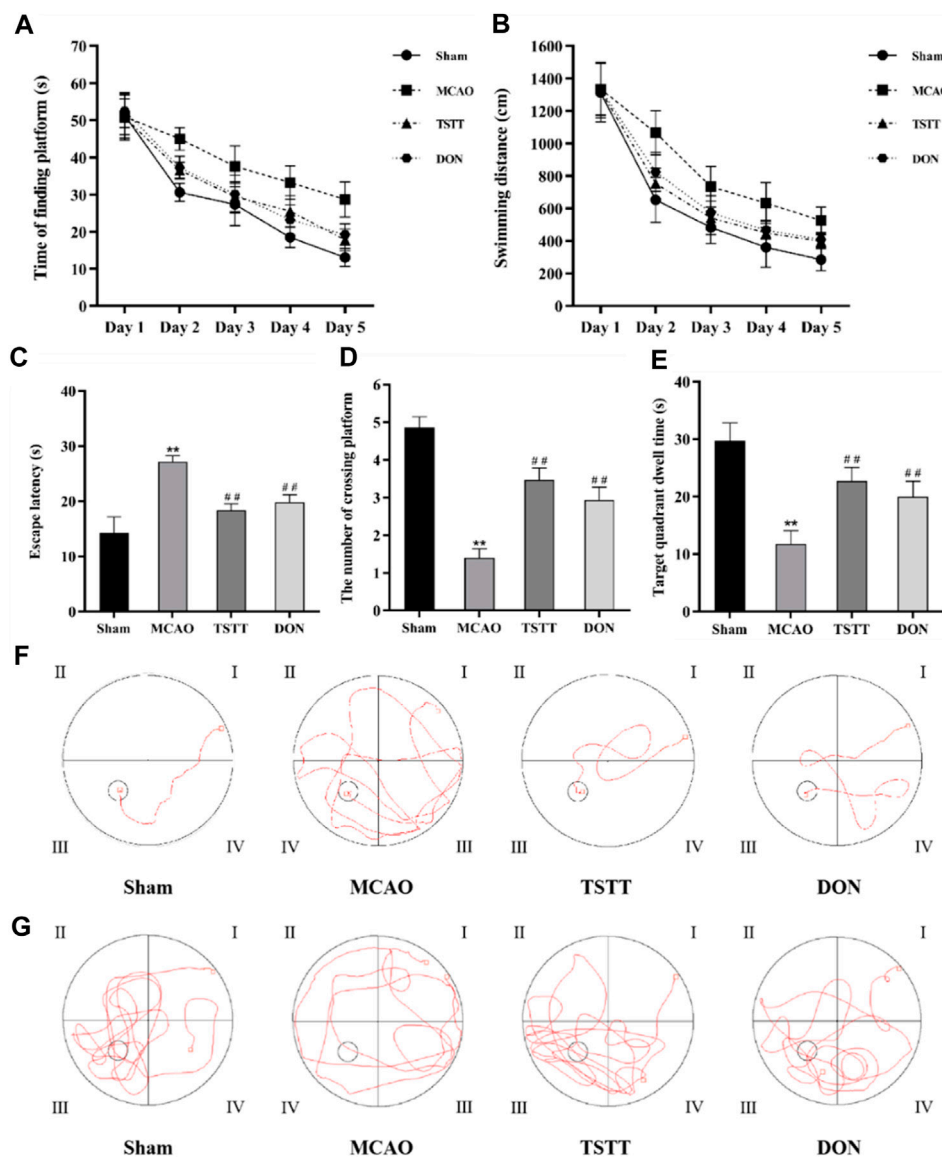 A
Time of finding platform (s)
70
60
50
40
30
20
10
0
Day 1 Day 2 Day 3 Day 4 Day 5
Sham
MCAO
TSTT
DON
B
Swimming distance (cm)
1600
1400
1200
1000
800
600
400
200
0
Day 1 Day 2 Day 3 Day 4 Day 5
Sham
MCAO
TSTT
DON
C
Escape latency (s)
40
30
20
10
0
**
# #
# #
Sham MCAO TSTT DON
D
The number of crossing platform
6
5
4
3
2
1
0
**
# #
# #
Sham MCAO TSTT DON
E
Target quadrant dwell time (s)
40
30
20
10
0
**
# #
# #
Sham MCAO TSTT DON
F
II I II I II I II I
III IV IV III III IV III IV
Sham MCAO TSTT DON
G
II I II I II I II I
III IV IV III III IV III IV
Sham MCAO TSTT DON